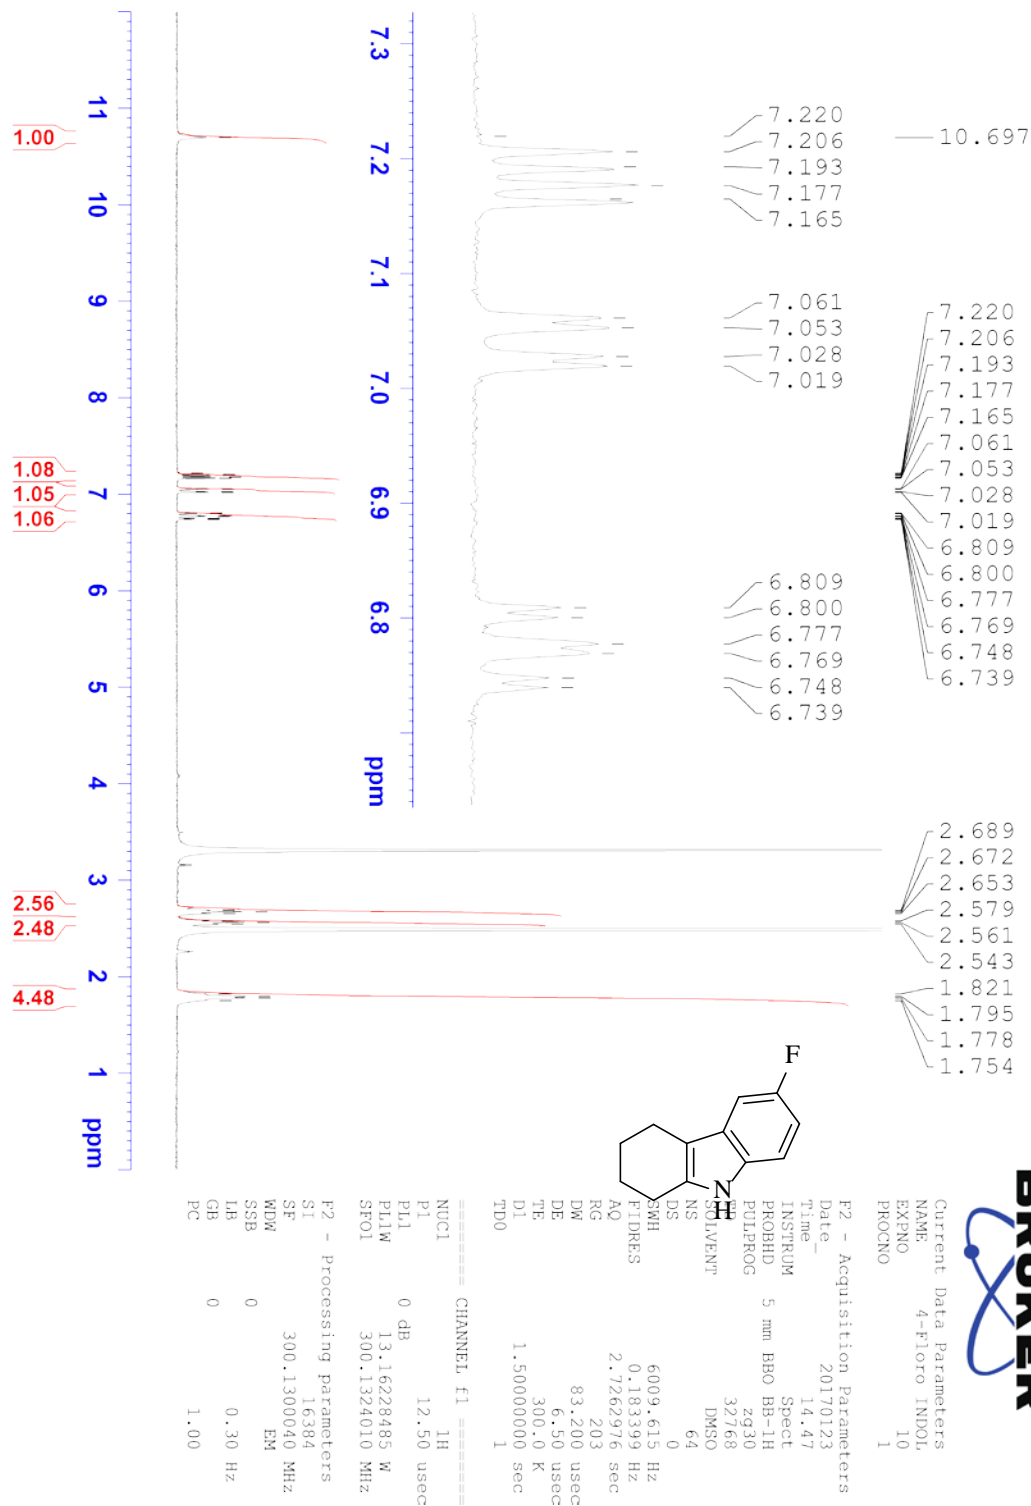 BRUKER
Current Data Parameters
NAME 4-Floro INDOL
EXPNO 10
PROCNO 1
F2 - Acquisition Parameters
Date_ 20170123
Time 14.47
INSTRUM Spect
PROBHD 5 mm BBO BB-1H
PULPROG zg30
TD 32768
SOLVENT DMSO
NS 64
DS 0
SWH 6009.615 Hz
FIDRES 0.183399 Hz
AQ 2.7262976 sec
RG 203
DW 83.200 usec
DE 6.50 usec
TE 300.0 K
D1 1.50000000 sec
TD0 1
======== CHANNEL f1 ========
NUC1 1H
P1 12.50 usec
PL1 0 dB
PL1W 13.16228485 W
SFO1 300.1324010 MHz
F2 - Processing parameters
SI 16384
SF 300.1300040 MHz
WDW EM
SSB 0
LB 0.30 Hz
GB 0
PC 1.00
10.697
7.220
7.206
7.193
7.177
7.165
7.061
7.053
7.028
7.019
6.809
6.800
6.777
6.769
6.748
6.739
2.689
2.672
2.653
2.579
2.561
2.543
1.821
1.795
1.778
1.754
7.220
7.206
7.193
7.177
7.165
7.061
7.053
7.028
7.019
6.809
6.800
6.777
6.769
6.748
6.739
F
N
H
7.3 7.2 7.1 7.0 6.9 6.8 ppm
11 10 9 8 7 6 5 4 3 2 1 ppm
1.00
1.08
1.05
1.06
2.56
2.48
4.48